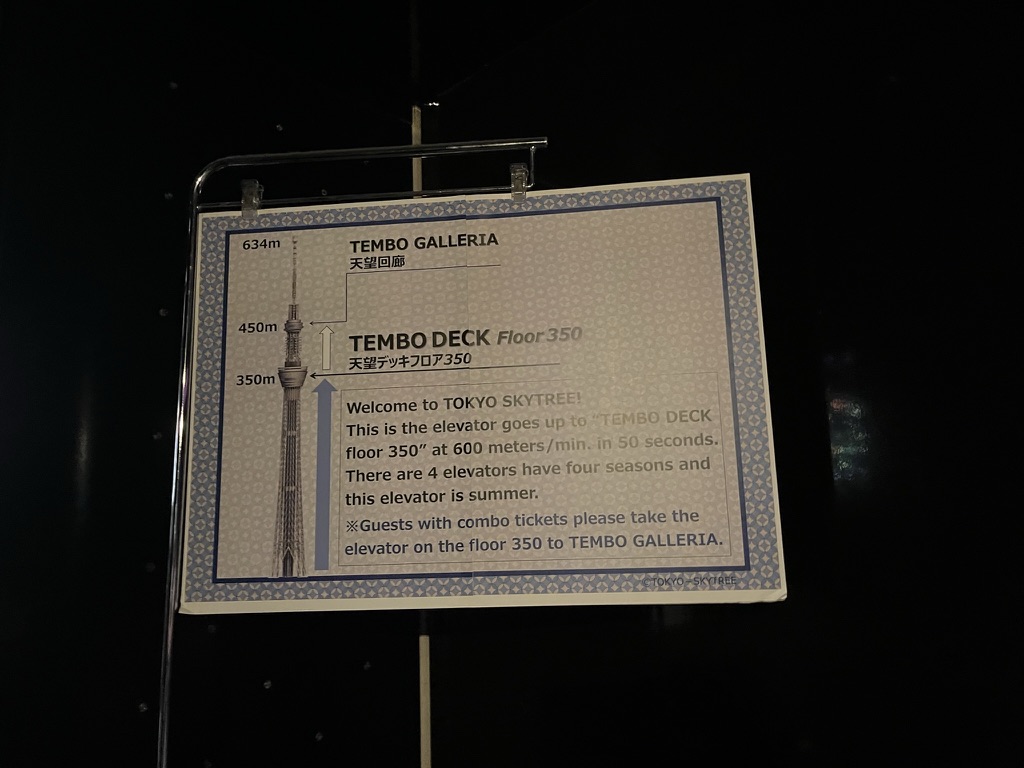 634m
TEMBO GALLERIA
天望回廊
450m
TEMBO DECK Floor 350
天望デッキフロア350
350m
Welcome to TOKYO SKYTREE!
This is the elevator goes up to “TEMBO DECK
floor 350” at 600 meters/min. in 50 seconds.
There are 4 elevators have four seasons and
this elevator is summer.
※Guests with combo tickets please take the
elevator on the floor 350 to TEMBO GALLERIA.
©TOKYO-SKYTREE